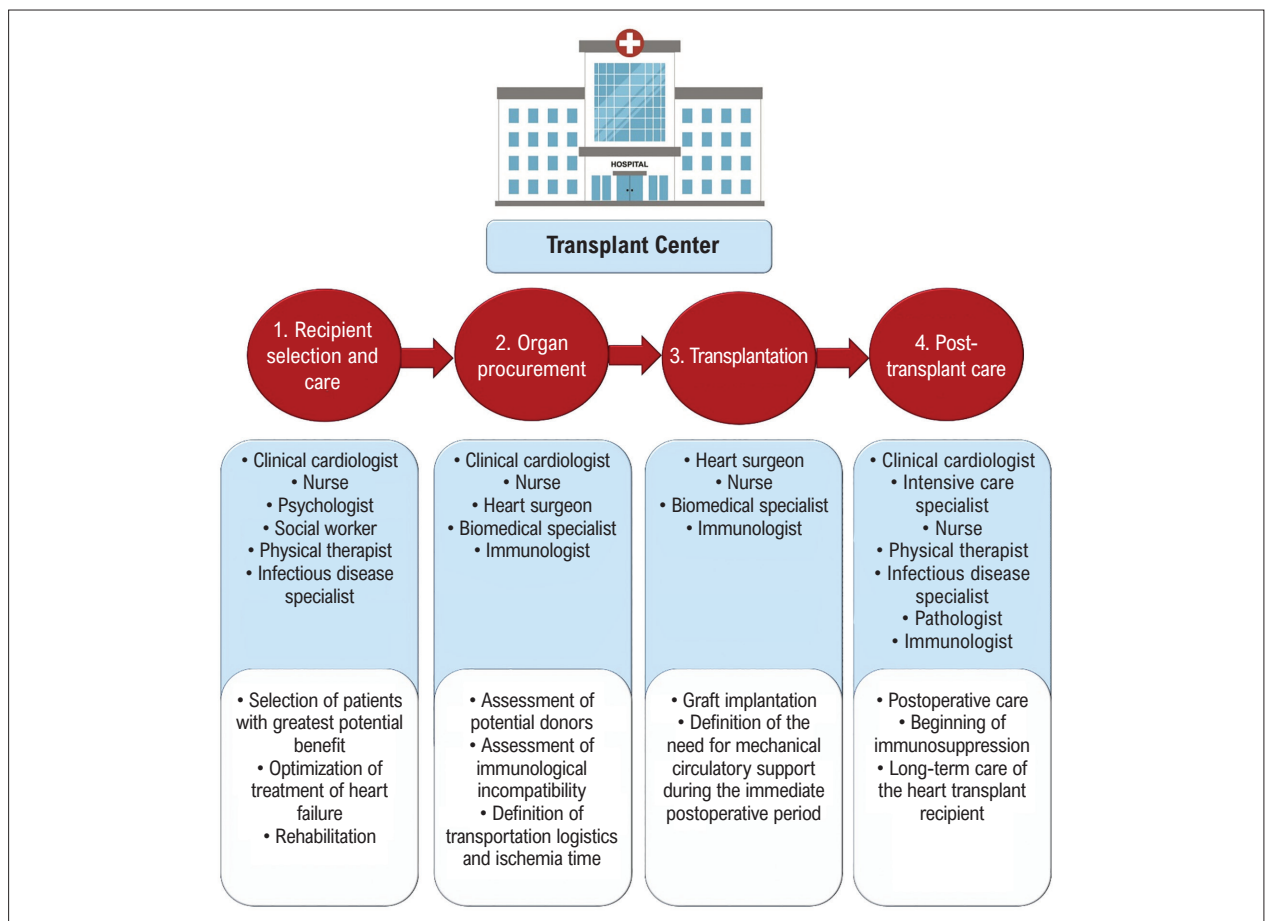 HOSPITAL
Transplant Center
1. Recipient
selection and
care
2. Organ
procurement
3. Transplantation
4. Post-
transplant care
• Clinical cardiologist
• Nurse
• Psychologist
• Social worker
• Physical therapist
• Infectious disease
specialist
• Clinical cardiologist
• Nurse
• Heart surgeon
• Biomedical specialist
• Immunologist
• Heart surgeon
• Nurse
• Biomedical specialist
• Immunologist
• Clinical cardiologist
• Intensive care
specialist
• Nurse
• Physical therapist
• Infectious disease
specialist
• Pathologist
• Immunologist
• Selection of patients
with greatest potential
benefit
• Optimization of
treatment of heart
failure
• Rehabilitation
• Assessment of
potential donors
• Assessment of
immunological
incompatibility
• Definition of
transportation logistics
and ischemia time
• Graft implantation
• Definition of the
need for mechanical
circulatory support
during the immediate
postoperative period
• Postoperative care
• Beginning of
immunosuppression
• Long-term care of
the heart transplant
recipient